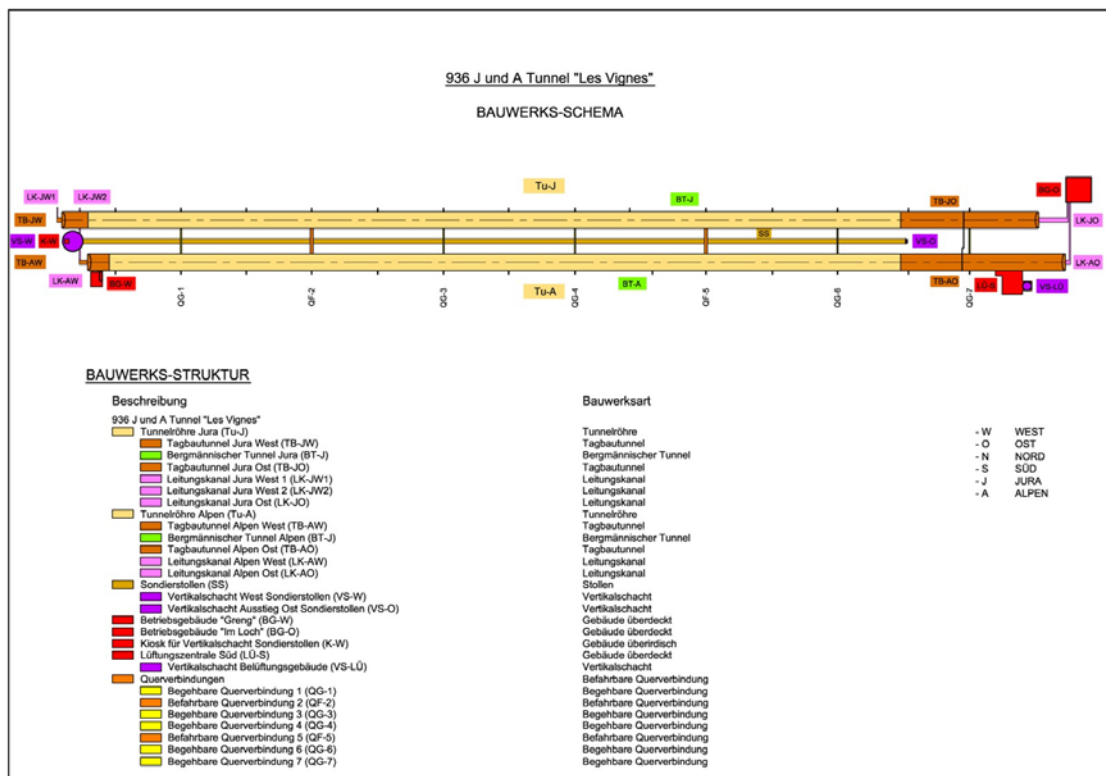 936 J und A Tunnel "Les Vignes"
BAUWERKS-SCHEMA
LK-JW1 LK-JW2 Tu-J BT-J TB-JO BG-O
TB-JW LK-JO
VS-W K-W SS VS-O
TB-AW LK-AO
LK-AW BG-W Tu-A BT-A TB-AO LÜ-S VS-LÜ
QG-1 QF-2 QG-3 QG-4 QF-5 QG-6 QG-7
BAUWERKS-STRUKTUR
Beschreibung Bauwerksart
936 J und A Tunnel "Les Vignes"
Tunnelröhre Jura (Tu-J) Tunnelröhre - W WEST
Tagbautunnel Jura West (TB-JW) Tagbautunnel - O OST
Bergmännischer Tunnel Jura (BT-J) Bergmännischer Tunnel - N NORD
Tagbautunnel Jura Ost (TB-JO) Tagbautunnel - S SÜD
Leitungskanal Jura West 1 (LK-JW1) Leitungskanal - J JURA
Leitungskanal Jura West 2 (LK-JW2) Leitungskanal - A ALPEN
Leitungskanal Jura Ost (LK-JO) Leitungskanal
Tunnelröhre Alpen (Tu-A) Tunnelröhre
Tagbautunnel Alpen West (TB-AW) Tagbautunnel
Bergmännischer Tunnel Alpen (BT-J) Bergmännischer Tunnel
Tagbautunnel Alpen Ost (TB-AO) Tagbautunnel
Leitungskanal Alpen West (LK-AW) Leitungskanal
Leitungskanal Alpen Ost (LK-AO) Leitungskanal
Sondierstollen (SS) Stollen
Vertikalschacht West Sondierstollen (VS-W) Vertikalschacht
Vertikalschacht Ausstieg Ost Sondierstollen (VS-O) Vertikalschacht
Betriebsgebäude "Greng" (BG-W) Gebäude überdeckt
Betriebsgebäude "Im Loch" (BG-O) Gebäude überdeckt
Kiosk für Vertikalschacht Sondierstollen (K-W) Gebäude überirdisch
Lüftungszentrale Süd (LÜ-S) Gebäude überdeckt
Vertikalschacht Belüftungsgebäude (VS-LÜ) Vertikalschacht
Querverbindungen Befahrbare Querverbindung
Begehbare Querverbindung 1 (QG-1) Begehbare Querverbindung
Befahrbare Querverbindung 2 (QF-2) Befahrbare Querverbindung
Begehbare Querverbindung 3 (QG-3) Begehbare Querverbindung
Begehbare Querverbindung 4 (QG-4) Begehbare Querverbindung
Befahrbare Querverbindung 5 (QF-5) Befahrbare Querverbindung
Begehbare Querverbindung 6 (QG-6) Begehbare Querverbindung
Begehbare Querverbindung 7 (QG-7) Begehbare Querverbindung